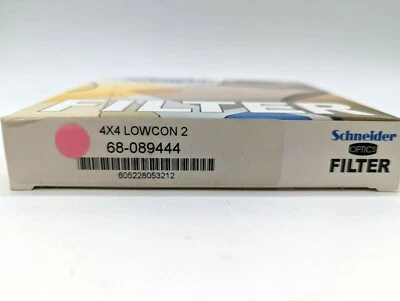 FILTER
4X4 LOWCON 2
68-089444
605228053212
Schneider
OPTICS
FILTER